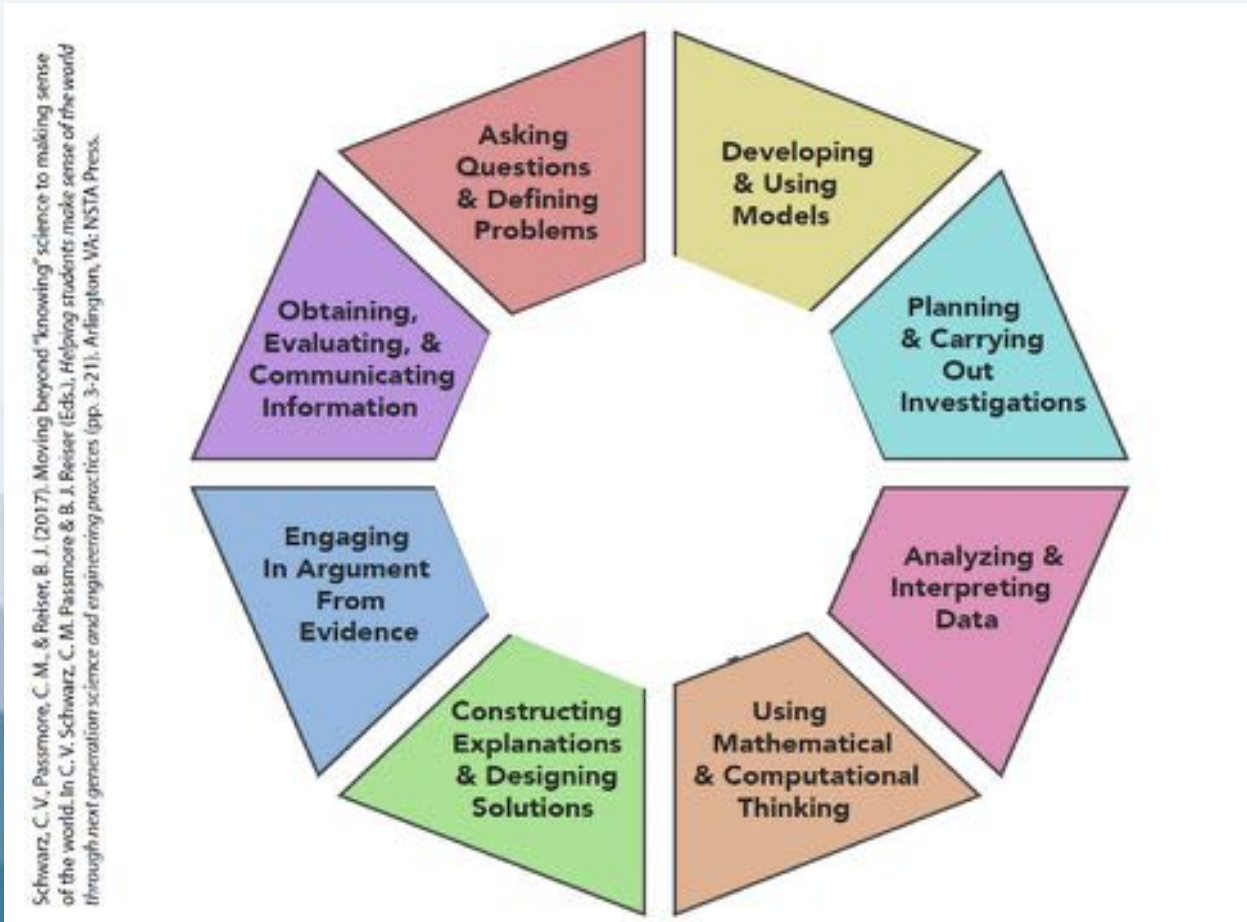 Schwarz, C. V., Passmore, C. M., & Reiser, B. J. (2017). Moving beyond "knowing" science to making sense
of the world. In C. V. Schwarz, C. M. Passmore & B. J. Reiser (Eds.), Helping students make sense of the world
through next generation science and engineering practices (pp. 3-21). Arlington, VA: NSTA Press.
Asking
Questions
& Defining
Problems
Developing
& Using
Models
Planning
& Carrying
Out
Investigations
Analyzing &
Interpreting
Data
Using
Mathematical
& Computational
Thinking
Constructing
Explanations
& Designing
Solutions
Engaging
In Argument
From
Evidence
Obtaining,
Evaluating, &
Communicating
Information